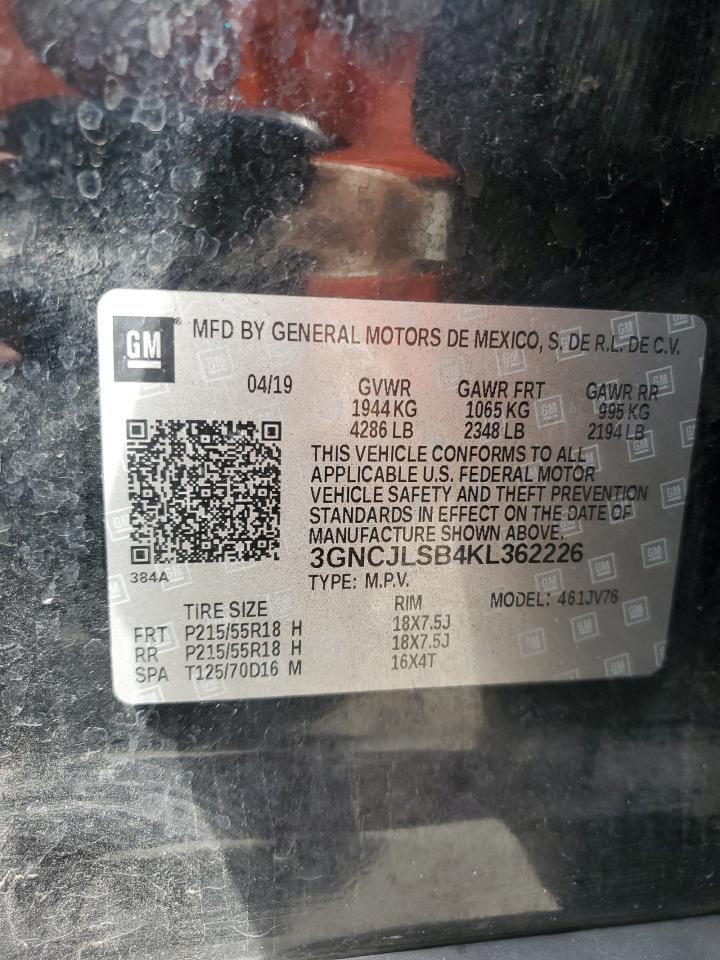 GM® MFD BY GENERAL MOTORS DE MEXICO, S. DE R.L. DE C.V.
04/19 GVWR GAWR FRT GAWR RR
1944 KG 1065 KG 995 KG
4286 LB 2348 LB 2194 LB
THIS VEHICLE CONFORMS TO ALL
APPLICABLE U.S. FEDERAL MOTOR
VEHICLE SAFETY AND THEFT PREVENTION
STANDARDS IN EFFECT ON THE DATE OF
MANUFACTURE SHOWN ABOVE.
3GNCJLSB4KL362226
384A
TYPE: M.P.V. MODEL: 461JV76
TIRE SIZE RIM
FRT P215/55R18 H 18X7.5J
RR P215/55R18 H 18X7.5J
SPA T125/70D16 M 16X4T